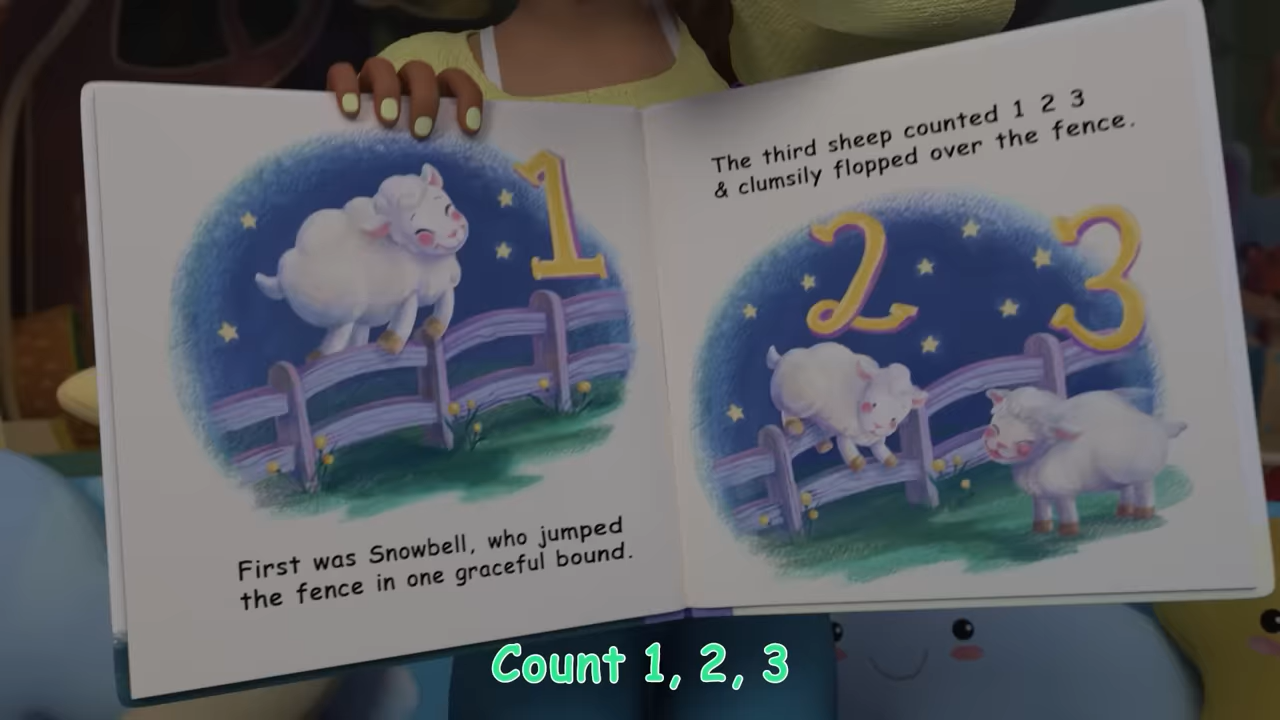 1
First was Snowbell, who jumped
the fence in one graceful bound.
The third sheep counted 1 2 3
& clumsily flopped over the fence.
2 3
Count 1, 2, 3